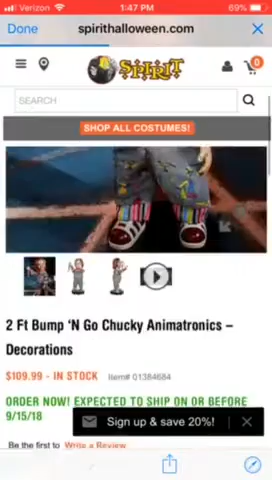 Verizon 1:47 PM 69%
Done spirithalloween.com
SPIRIT 0
SEARCH
SHOP ALL COSTUMES!
2 Ft Bump 'N Go Chucky Animatronics –
Decorations
$109.99 - IN STOCK Item# 01384684
ORDER NOW! EXPECTED TO SHIP ON OR BEFORE
9/15/18
Sign up & save 20%!
Be the first to Write a Review